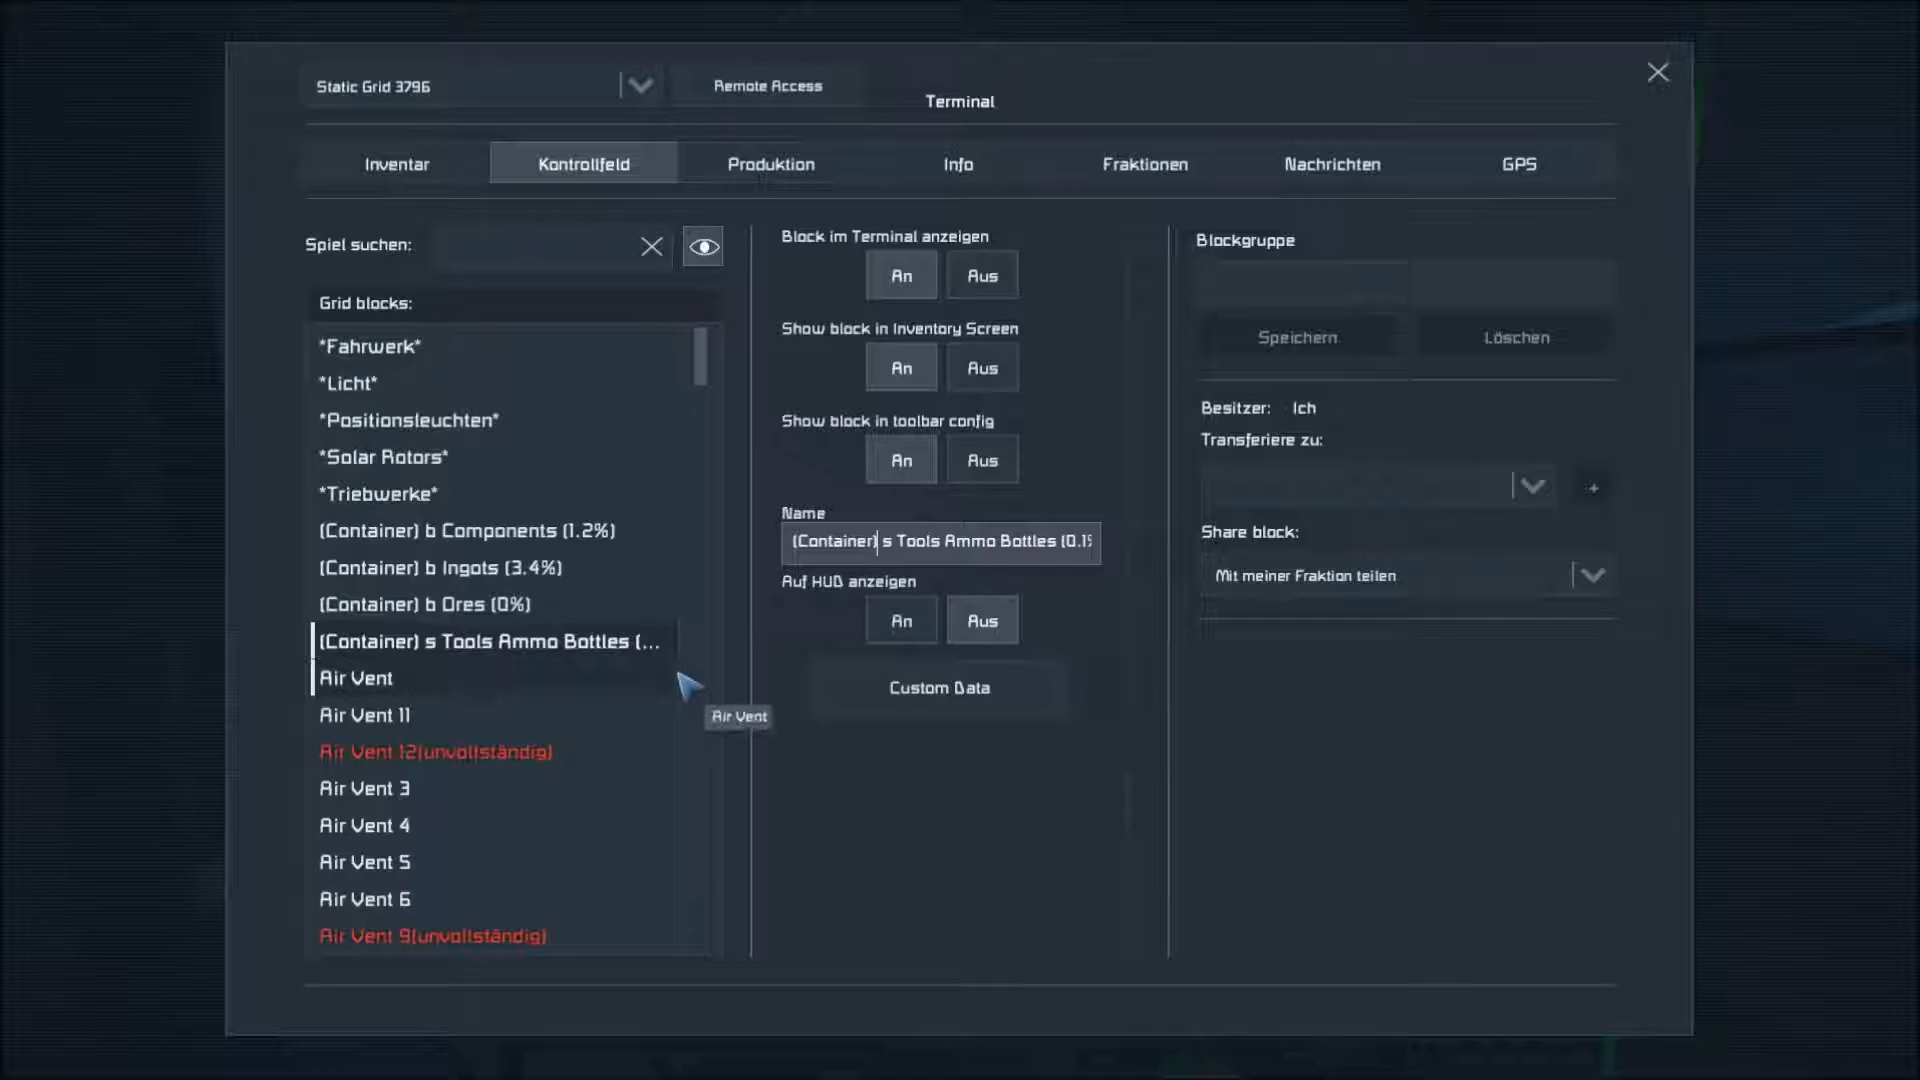 Static Grid 3796
Remote Access
Terminal
Inventar
Kontrollfeld
Produktion
Info
Fraktionen
Nachrichten
GPS
Spiel suchen:
Grid blocks:
*Fahrwerk*
*Licht*
*Positionsleuchten*
*Solar Rotors*
*Triebwerke*
(Container) b Components (1.2%)
(Container) b Ingots (3.4%)
(Container) b Ores (0%)
(Container) s Tools Ammo Bottles (...
Air Vent
Air Vent 11
Air Vent 12(unvollständig)
Air Vent 3
Air Vent 4
Air Vent 5
Air Vent 6
Air Vent 9(unvollständig)
Air Vent
Block im Terminal anzeigen
An Aus
Show block in Inventory Screen
An Aus
Show block in toolbar config
An Aus
Name
(Container) s Tools Ammo Bottles (0.1
Auf HUD anzeigen
An Aus
Custom Data
Blockgruppe
Speichern
Löschen
Besitzer: Ich
Transferiere zu:
+
Share block:
Mit meiner Fraktion teilen